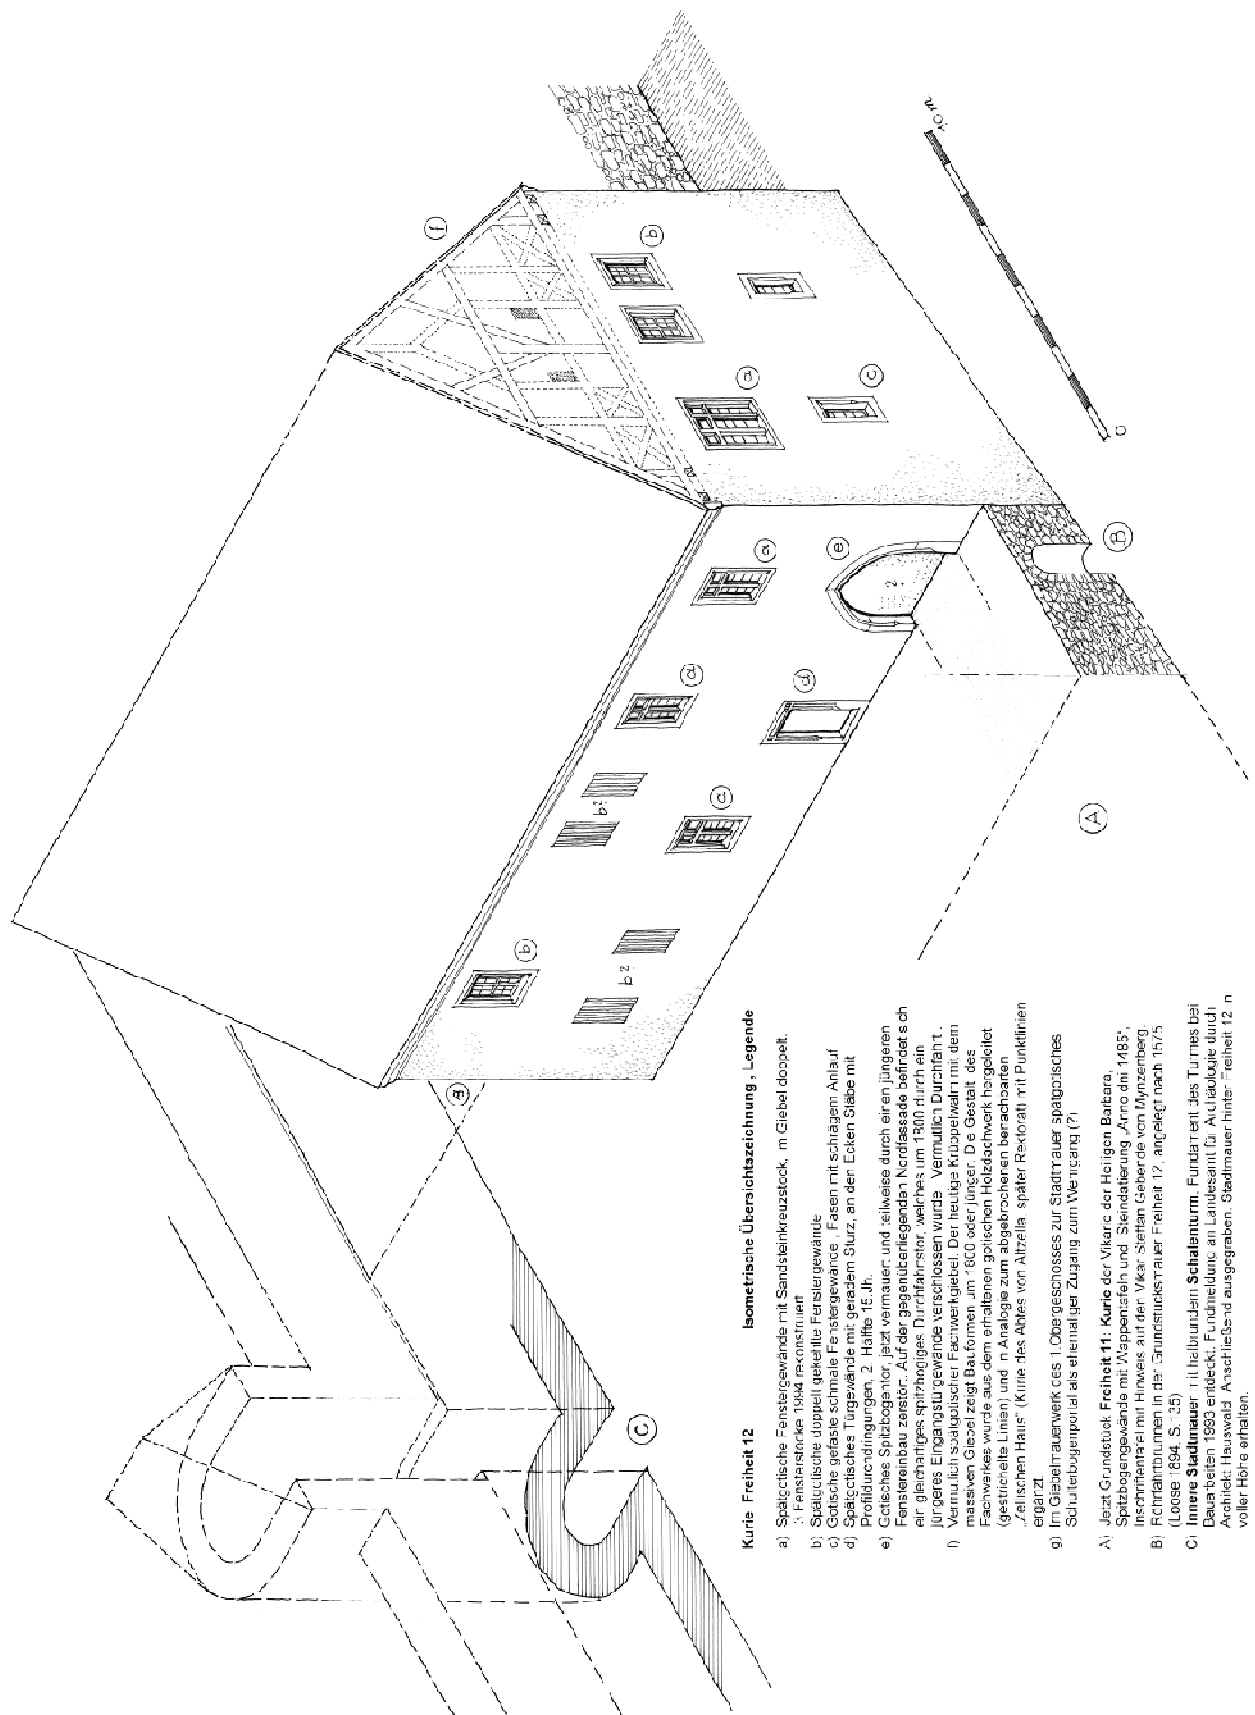 Kurie Freiheit 12 Isometrische Übersichtszeichnung, Legende
a) Spätgotische Fenstergewände mit Sandsteinkreuzstock, im Giebel doppelt.
3 Fensterstöcke 1994 rekonstruiert
b) Spätgotische doppelt gekehlte Fenstergewände
c) Gotische gefaste schmale Fenstergewände, Fasen mit schrägem Anlauf
d) Spätgotisches Türgewände mit geradem Sturz, an den Ecken Stäbe mit
Profildurchdringungen, 2. Hälfte 15. Jh.
e) Gotisches Spitzbogentor, jetzt vermauert und teilweise durch einen jüngeren
Fenstereinbau zerstört. Auf der gegenüberliegenden Nordfassade befindet sich
ein gleichartiges spitzbogiges Durchfahrtstor, welches um 1800 durch ein
jüngeres Eingangstürgewände verschlossen wurde. Vermutlich Durchfahrt.
f) Vermutlich spätgotischer Fachwerkgiebel. Der heutige Krüppelwalm mit dem
massiven Giebel zeigt Bauformen um 1800 oder jünger. Die Gestalt des
Fachwerkes wurde aus dem erhaltenen gotischen Holzdachwerk hergeleitet
(gestrichelte Linien) und in Analogie zum abgebrochenen benachbarten
„Zellischen Haus“ (Kurie des Abtes von Altzella, später Rektorat) mit Punktlinien
ergänzt.
g) Im Giebelmauerwerk des 1.Obergeschosses zur Stadtmauer spätgotisches
Schulterbogenportal als ehemaliger Zugang zum Wehrgang (?)
A) Jetzt Grundstück Freiheit 11: Kurie der Vikarie der Heiligen Barbara,
Spitzbogengewände mit Wappentafeln und Steindatierung „Anno dni 1485“,
Inschriftentafel mit Hinweis auf den Vikar Steffan Gebende von Mynzenberg.
B) Röhrfahrtbrunnen in der Grundstücksmauer Freiheit 12, angelegt nach 1575
(Loose 1894, S.135)
C) Innere Stadtmauer mit halbrundem Schalenturm. Fundament des Turmes bei
Bauarbeiten 1993 entdeckt. Fundmeldung an Landesamt für Archäologie durch
Architekt Hauswald. Anschließend ausgegraben. Stadtmauer hinter Freiheit 12 in
voller Höhe erhalten.
f
b
a
c
a
e
a
d
b?
a
b?
b
g
A
B
C
0
10 m